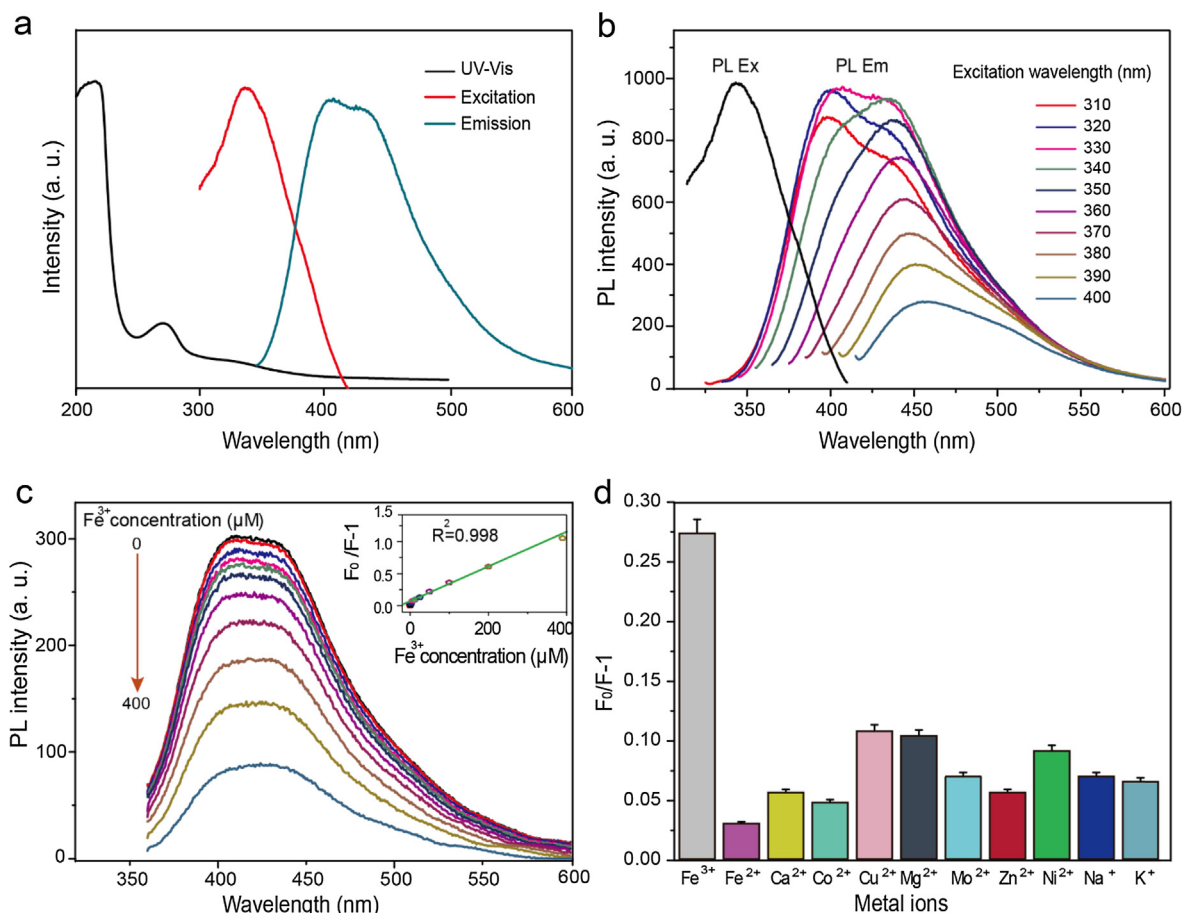 a
UV-Vis
Excitation
Emission
Intensity (a. u.)
200
300
400
500
600
Wavelength (nm)
b
PL Ex
PL Em
Excitation wavelength (nm)
310
320
330
340
350
360
370
380
390
400
PL intensity (a. u.)
1000
900
800
600
500
400
200
100
0
350
400
450
500
550
600
Wavelength (nm)
c
Fe³⁺ concentration (μM)
0
400
PL intensity (a. u.)
300
200
100
0
350
400
450
500
550
600
Wavelength (nm)
R²=0.998
F₀ /F-1
1.5
1.0
0.5
0.0
0
200
400
Fe³⁺ concentration (μM)
d
F₀/F-1
0.30
0.25
0.20
0.15
0.10
0.05
0.00
Fe³⁺ Fe²⁺ Ca²⁺ Co²⁺ Cu²⁺ Mg²⁺ Mo²⁺ Zn²⁺ Ni²⁺ Na⁺ K⁺
Metal ions